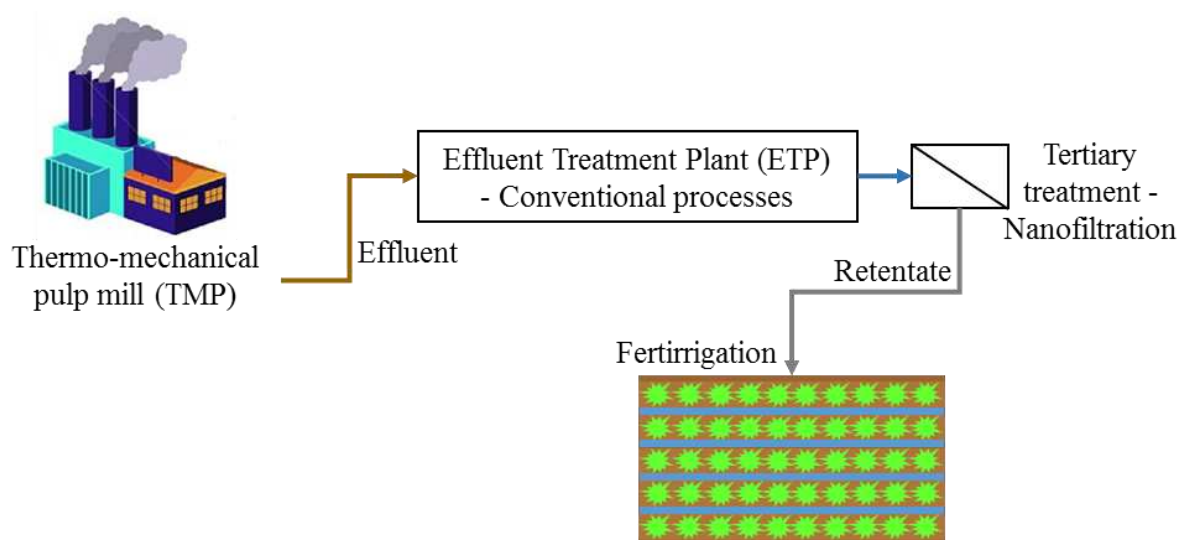 Thermo-mechanical
pulp mill (TMP)
Effluent
Effluent Treatment Plant (ETP)
- Conventional processes
Tertiary
treatment -
Nanofiltration
Retentate
Fertirrigation